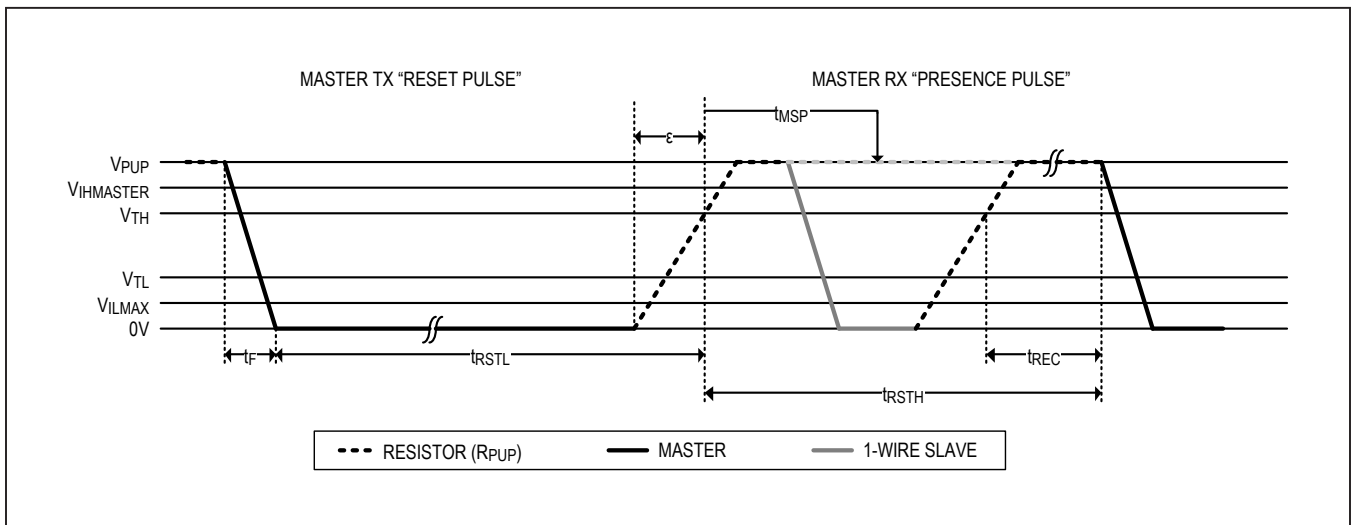 MASTER TX “RESET PULSE”
MASTER RX “PRESENCE PULSE”
tMSP
ε
VPUP
VIHMASTER
VTH
VTL
VILMAX
0V
tF
tRSTL
tREC
tRSTH
RESISTOR (RPUP)
MASTER
1-WIRE SLAVE